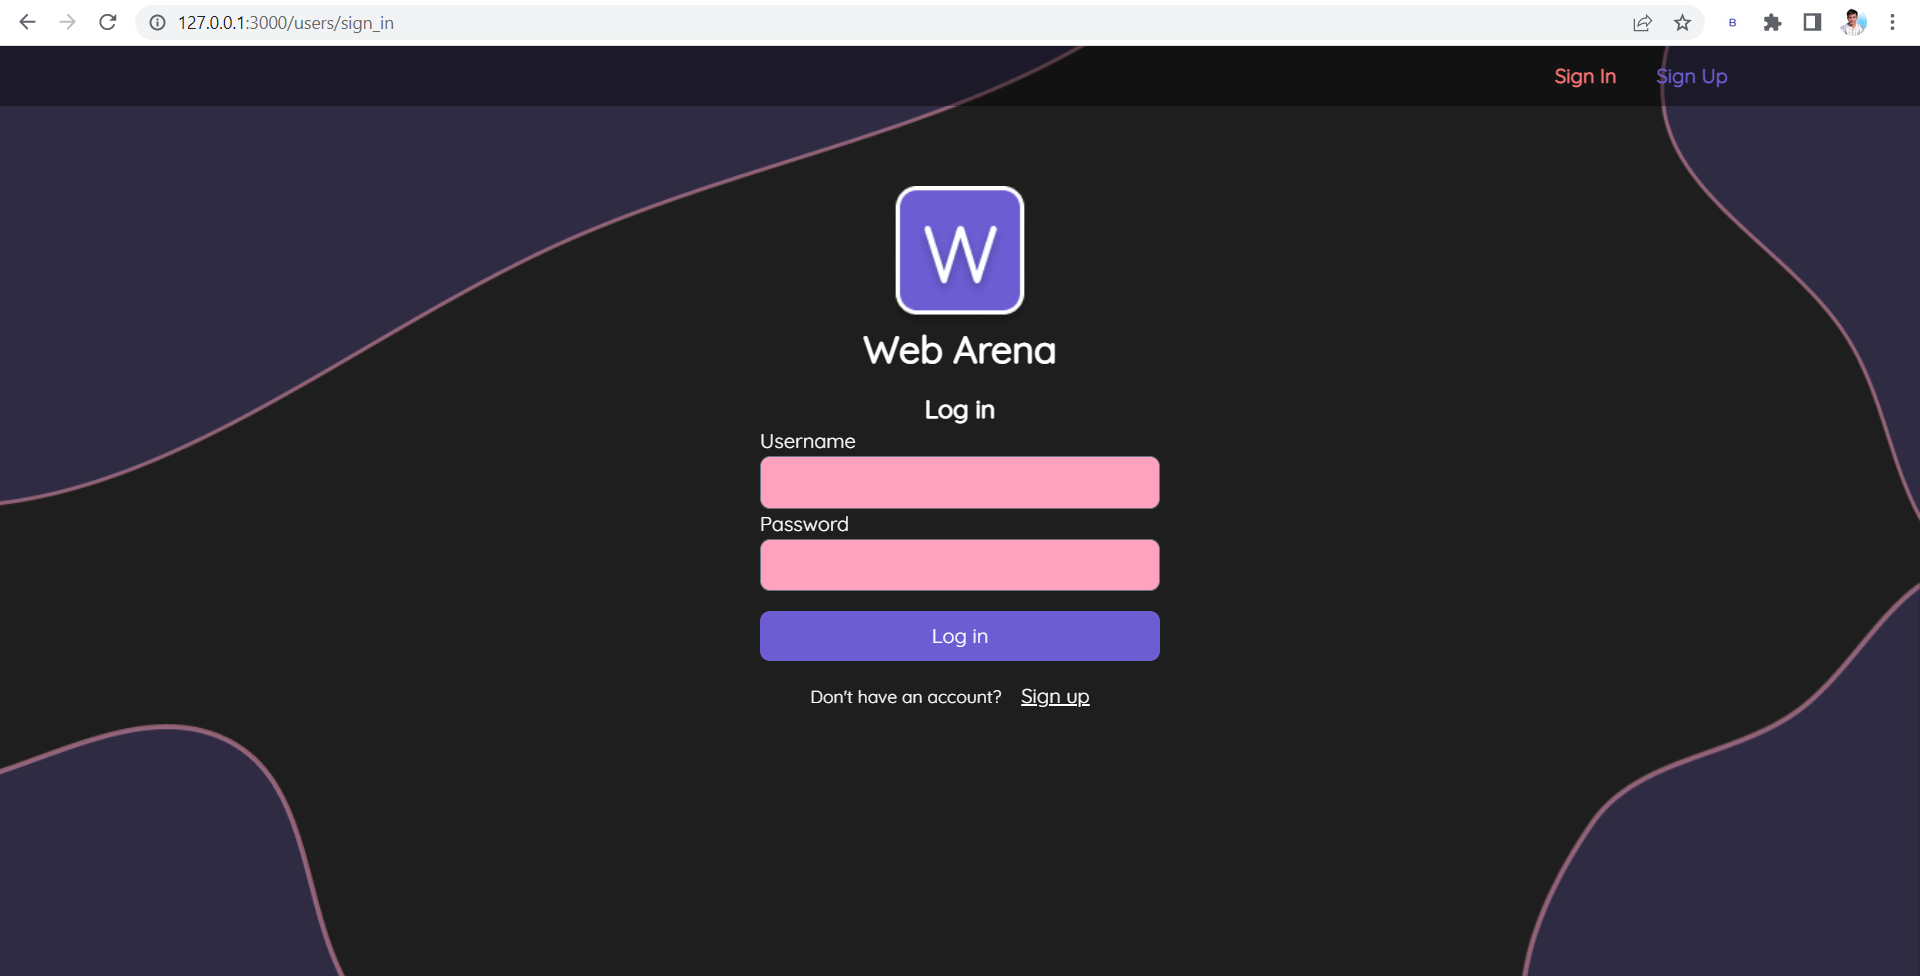 127.0.0.1:3000/users/sign_in
B
Sign In Sign Up
W
Web Arena
Log in
Username
Password
Log in
Don't have an account? Sign up